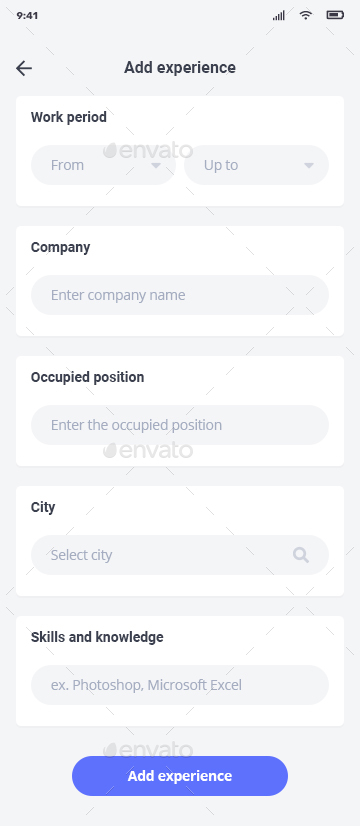 9:41
Add experience
Work period
From
Up to
envato
Company
Enter company name
Occupied position
Enter the occupied position
envato
City
Select city
Skills and knowledge
ex. Photoshop, Microsoft Excel
envato
Add experience